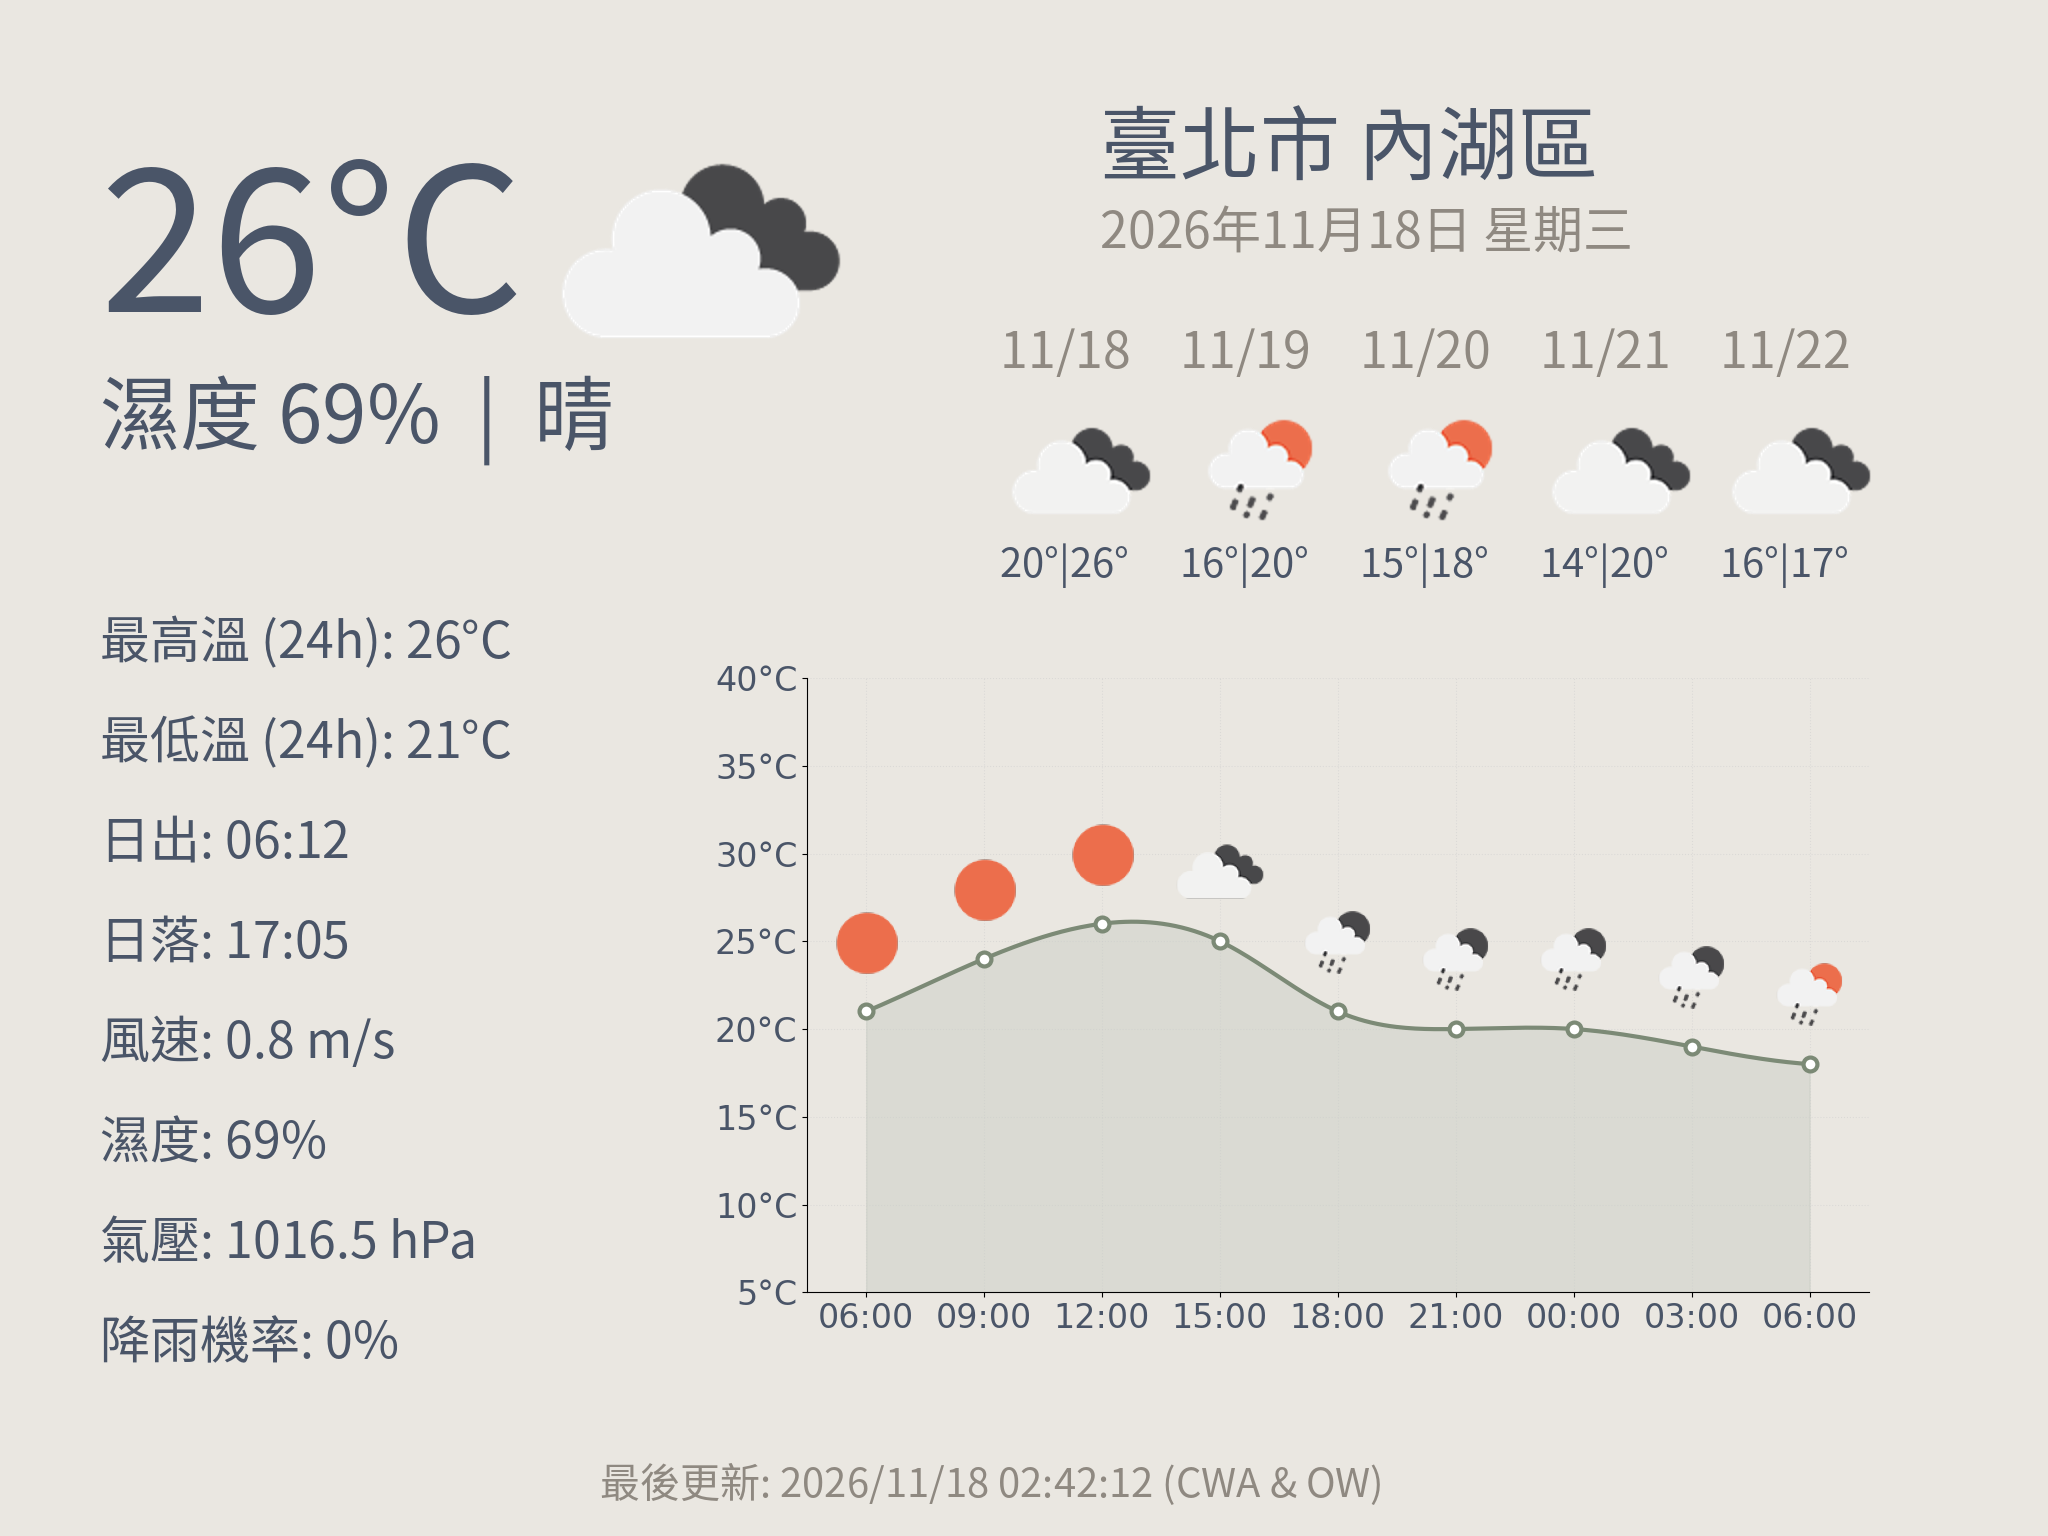 26°C
濕度 69% | 晴
臺北市 內湖區
2026年11月18日 星期三
11/18 11/19 11/20 11/21 11/22
20°|26° 16°|20° 15°|18° 14°|20° 16°|17°
最高溫 (24h): 26°C
最低溫 (24h): 21°C
日出: 06:12
日落: 17:05
風速: 0.8 m/s
濕度: 69%
氣壓: 1016.5 hPa
降雨機率: 0%
40°C
35°C
30°C
25°C
20°C
15°C
10°C
5°C
06:00 09:00 12:00 15:00 18:00 21:00 00:00 03:00 06:00
最後更新: 2026/11/18 02:42:12 (CWA & OW)